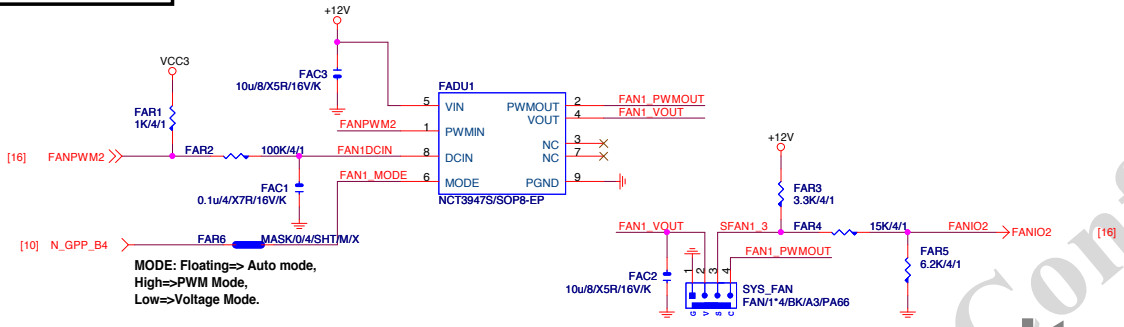 +12V
VCC3
FAC3
10u/8/X5R/16V/K
FADU1
FAR1
1K/4/1
5 VIN PWMOUT 2 FAN1_PWMOUT
VOUT 4 FAN1_VOUT
FANPWM2 1 PWMIN
NC 3
[16] FANPWM2 FAR2 100K/4/1 FAN1DCIN 8 DCIN NC 7
+12V
FAN1_MODE 6 MODE PGND 9
FAC1
0.1u/4/X7R/16V/K
NCT3947S/SOP8-EP
FAR3
3.3K/4/1
FAN1_VOUT SFAN1_3 FAR4 15K/4/1 FANIO2 FANIO2 [16]
[10] N_GPP_B4 FAR6 MASK/0/4/SHT/M/X
FAN1_PWMOUT
MODE: Floating=> Auto mode,
High=>PWM Mode,
Low=>Voltage Mode.
FAR5
6.2K/4/1
FAC2
10u/8/X5R/16V/K
1 2 3 4
SYS_FAN
FAN/1*4/BK/A3/PA66
G V S C
Conf